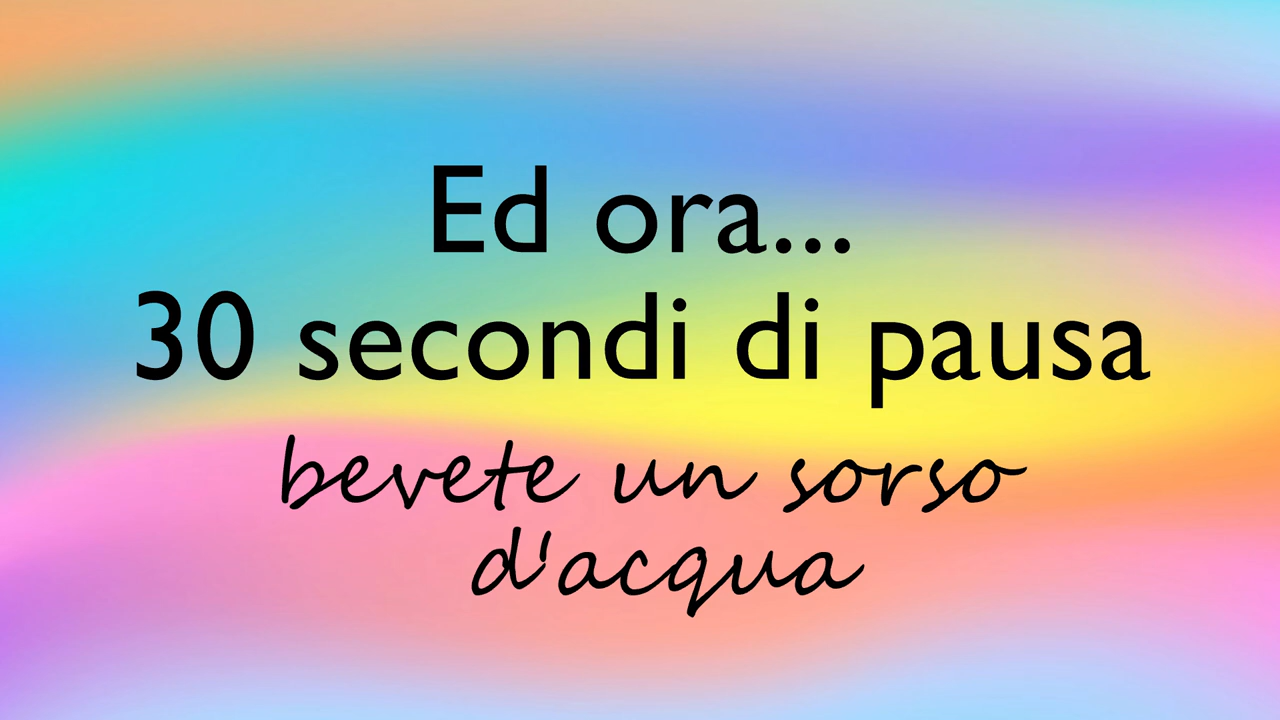 Ed ora...
30 secondi di pausa
bevete un sorso
d'acqua